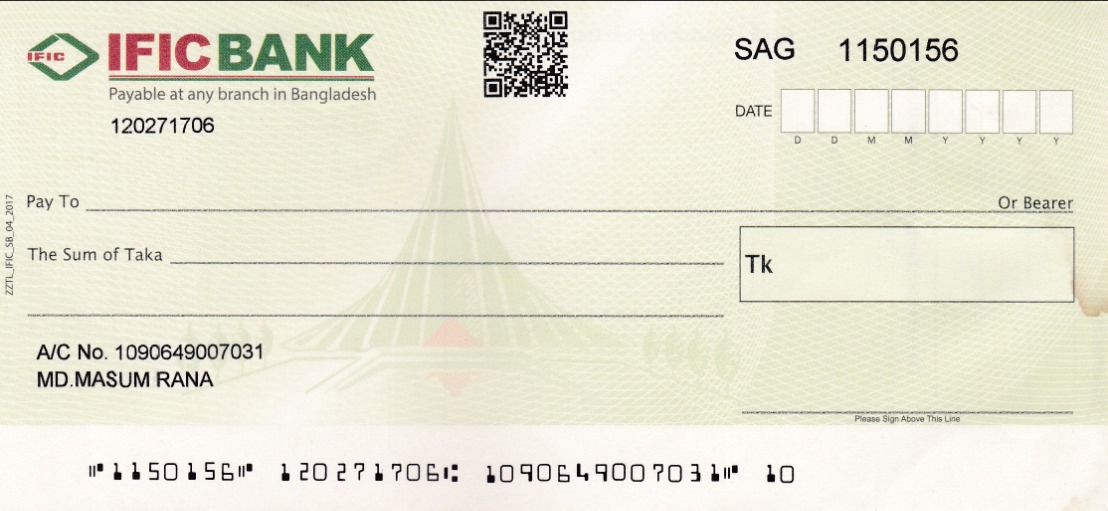 IFIC
IFIC BANK
Payable at any branch in Bangladesh
120271706
SAG 1150156
DATE
D D M M Y Y Y Y
Pay To Or Bearer
The Sum of Taka
Tk
ZZTL_IFIC_SB_04_2017
A/C No. 1090649007031
MD.MASUM RANA
Please Sign Above This Line
⑈1150156⑈ 120271706⑆ 1090649007031⑈ 10